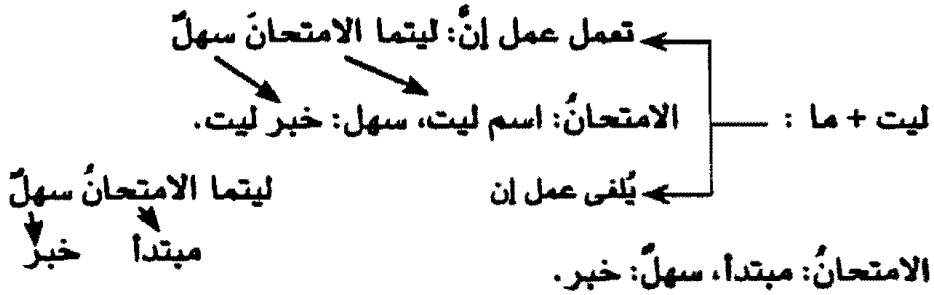 تعمل عمل إنَّ: ليتما الامتحانَ سهلٌ
ليت + ما : الامتحانُ: اسم ليت، سهل: خبر ليت.
يُلغى عمل إن ليتما الامتحانُ سهلٌ
مبتدأ خبر
الامتحانُ: مبتدأ، سهلٌ: خبر.